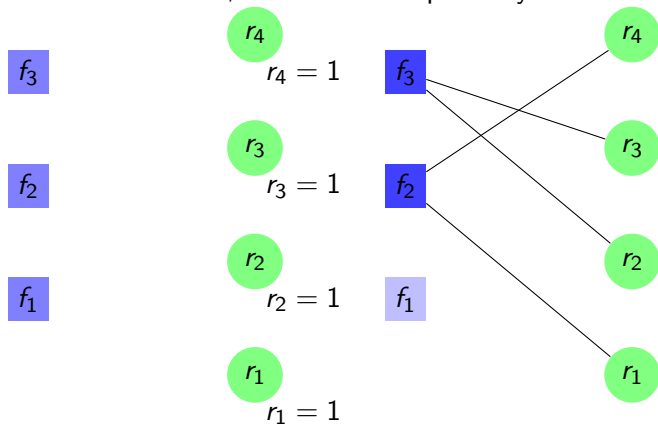 r₄ r₄
f₃ r₄ = 1 f₃
r₃ r₃
f₂ r₃ = 1 f₂
r₂ r₂
f₁ r₂ = 1 f₁
r₁ r₁
r₁ = 1